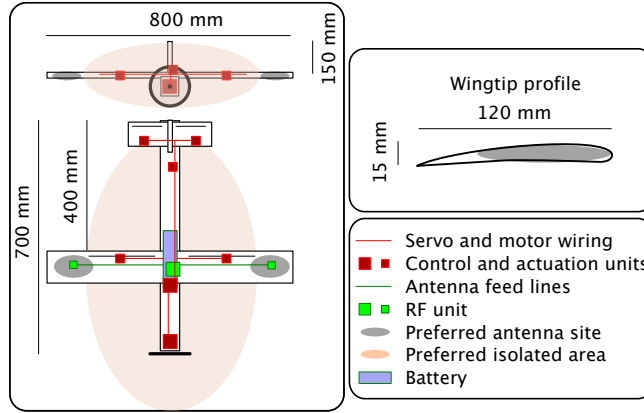 800 mm
150 mm
700 mm
400 mm
Wingtip profile
120 mm
15 mm
Servo and motor wiring
Control and actuation units
Antenna feed lines
RF unit
Preferred antenna site
Preferred isolated area
Battery